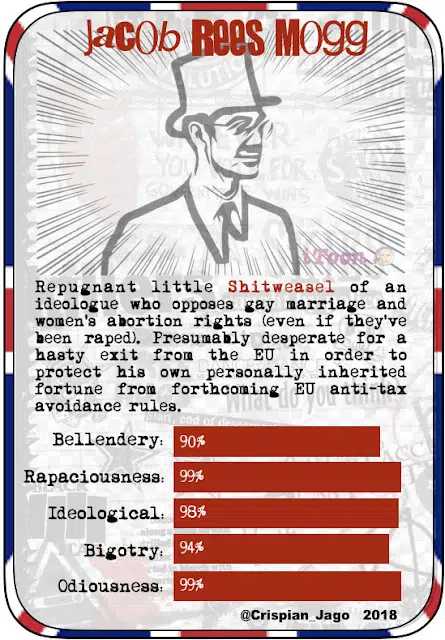 Jacob Rees Mogg
iToon
Repugnant little Shitweasel of an
ideologue who opposes gay marriage and
women's abortion rights (even if they've
been raped). Presumably desperate for a
hasty exit from the EU in order to
protect his own personally inherited
fortune from forthcoming EU anti-tax
avoidance rules.
Bellendery: 90%
Rapaciousness: 99%
Ideological: 98%
Bigotry: 94%
Odiousness: 99%
@Crispian_Jago 2018